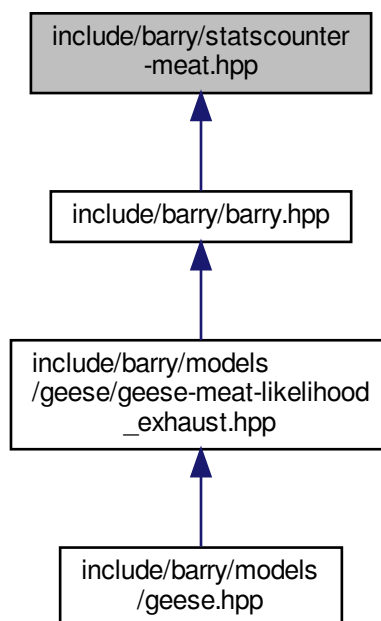 include/barry/statscounter
-meat.hpp
include/barry/barry.hpp
include/barry/models
/geese/geese-meat-likelihood
_exhaust.hpp
include/barry/models
/geese.hpp